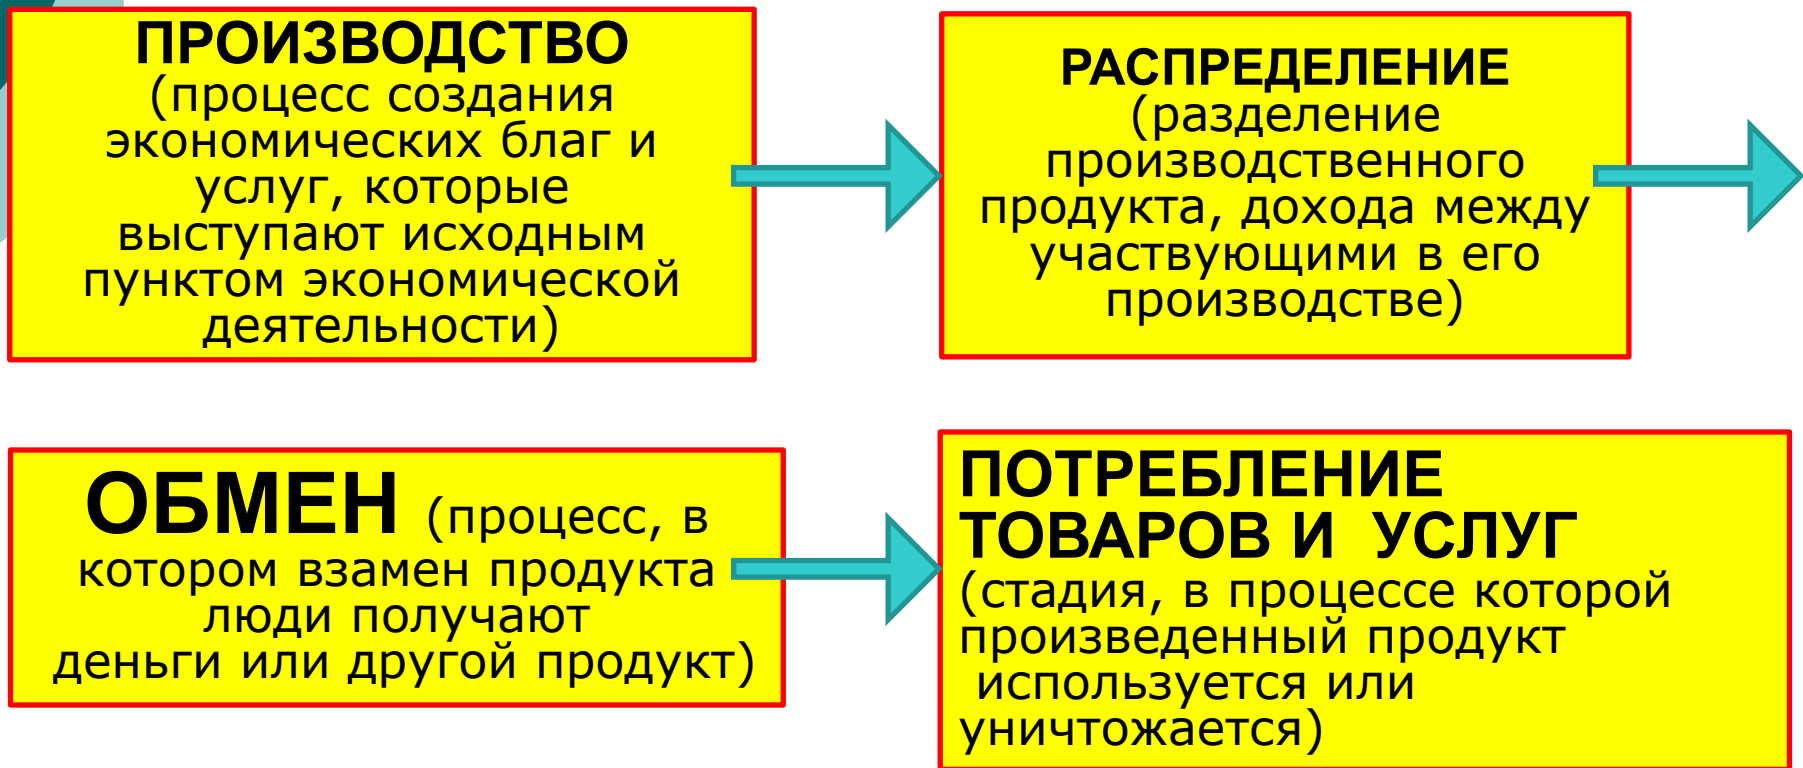 ПРОИЗВОДСТВО
(процесс создания
экономических благ и
услуг, которые
выступают исходным
пунктом экономической
деятельности)
РАСПРЕДЕЛЕНИЕ
(разделение
производственного
продукта, дохода между
участвующими в его
производстве)
ОБМЕН (процесс, в
котором взамен продукта
люди получают
деньги или другой продукт)
ПОТРЕБЛЕНИЕ
ТОВАРОВ И УСЛУГ
(стадия, в процессе которой
произведенный продукт
используется или
уничтожается)